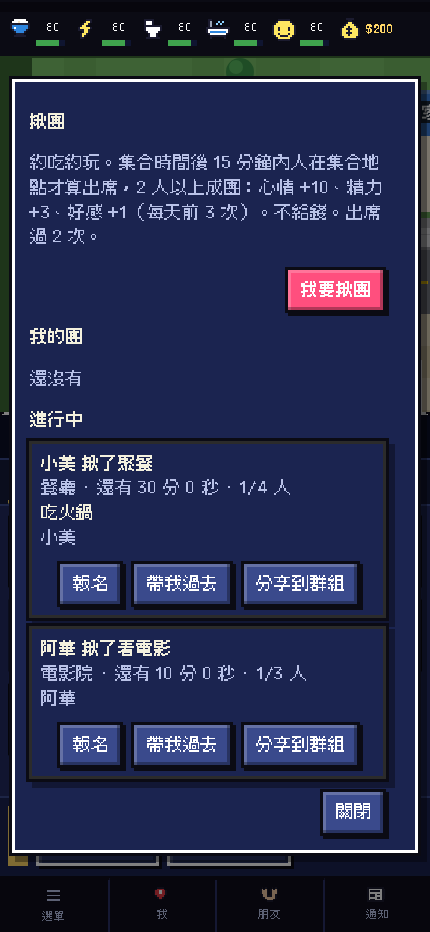 80 80 80 80 80 $200
揪團
約吃約玩。集合時間後 15 分鐘內人在集合地
點才算出席，2 人以上成團：心情 +10、精力
+3、好感 +1（每天前 3 次）。不給錢。出席
過 2 次。
我要揪團
我的團
還沒有
進行中
小美 揪了聚餐
餐廳 · 還有 30 分 0 秒 · 1/4 人
吃火鍋
小美
報名 帶我過去 分享到群組
阿華 揪了看電影
電影院 · 還有 10 分 0 秒 · 1/3 人
阿華
報名 帶我過去 分享到群組
關閉
選單 我 朋友 通知